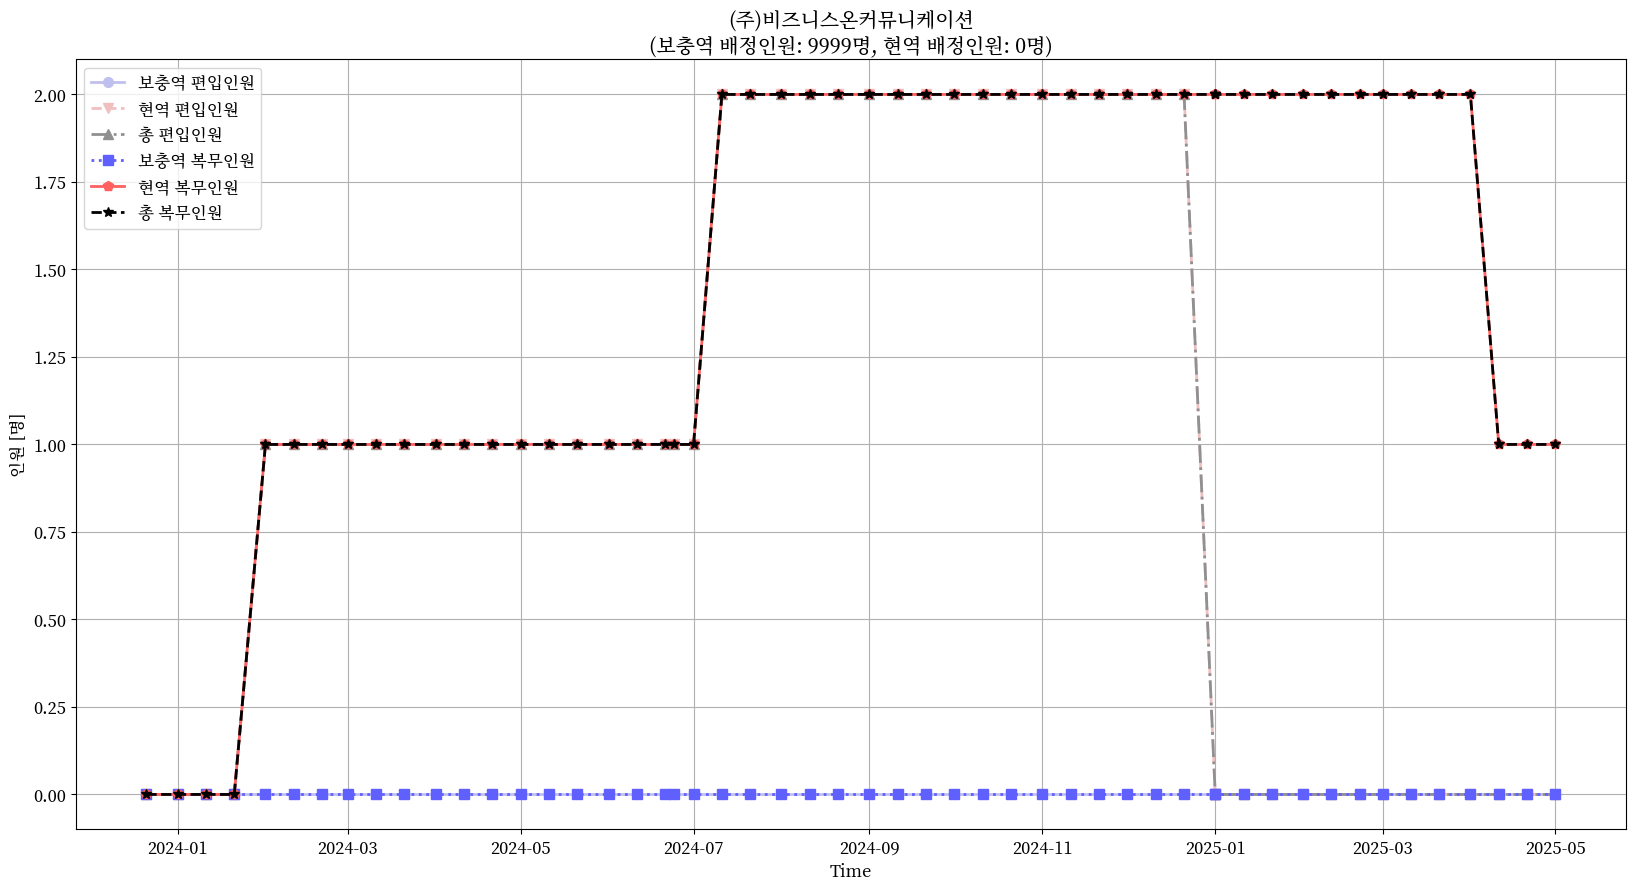 (주)비즈니스온커뮤니케이션
(보충역 배정인원: 9999명, 현역 배정인원: 0명)
보충역 편입인원
현역 편입인원
총 편입인원
보충역 복무인원
현역 복무인원
총 복무인원
2.00
1.75
1.50
1.25
1.00
0.75
0.50
0.25
0.00
인원 [명]
2024-01 2024-03 2024-05 2024-07 2024-09 2024-11 2025-01 2025-03 2025-05
Time